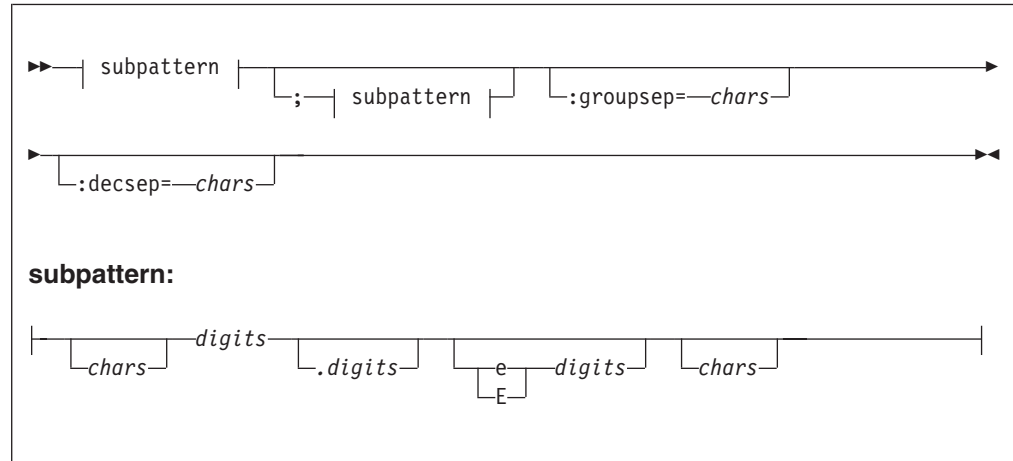 subpattern
; subpattern :groupsep= chars
:decsep= chars
subpattern:
digits
chars .digits e digits chars
E